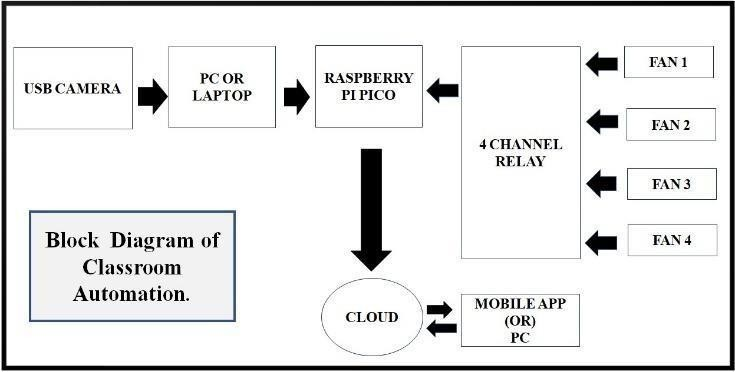 USB CAMERA
PC OR
LAPTOP
RASPBERRY
PI PICO
4 CHANNEL
RELAY
FAN 1
FAN 2
FAN 3
FAN 4
Block Diagram of
Classroom
Automation.
CLOUD
MOBILE APP
(OR)
PC